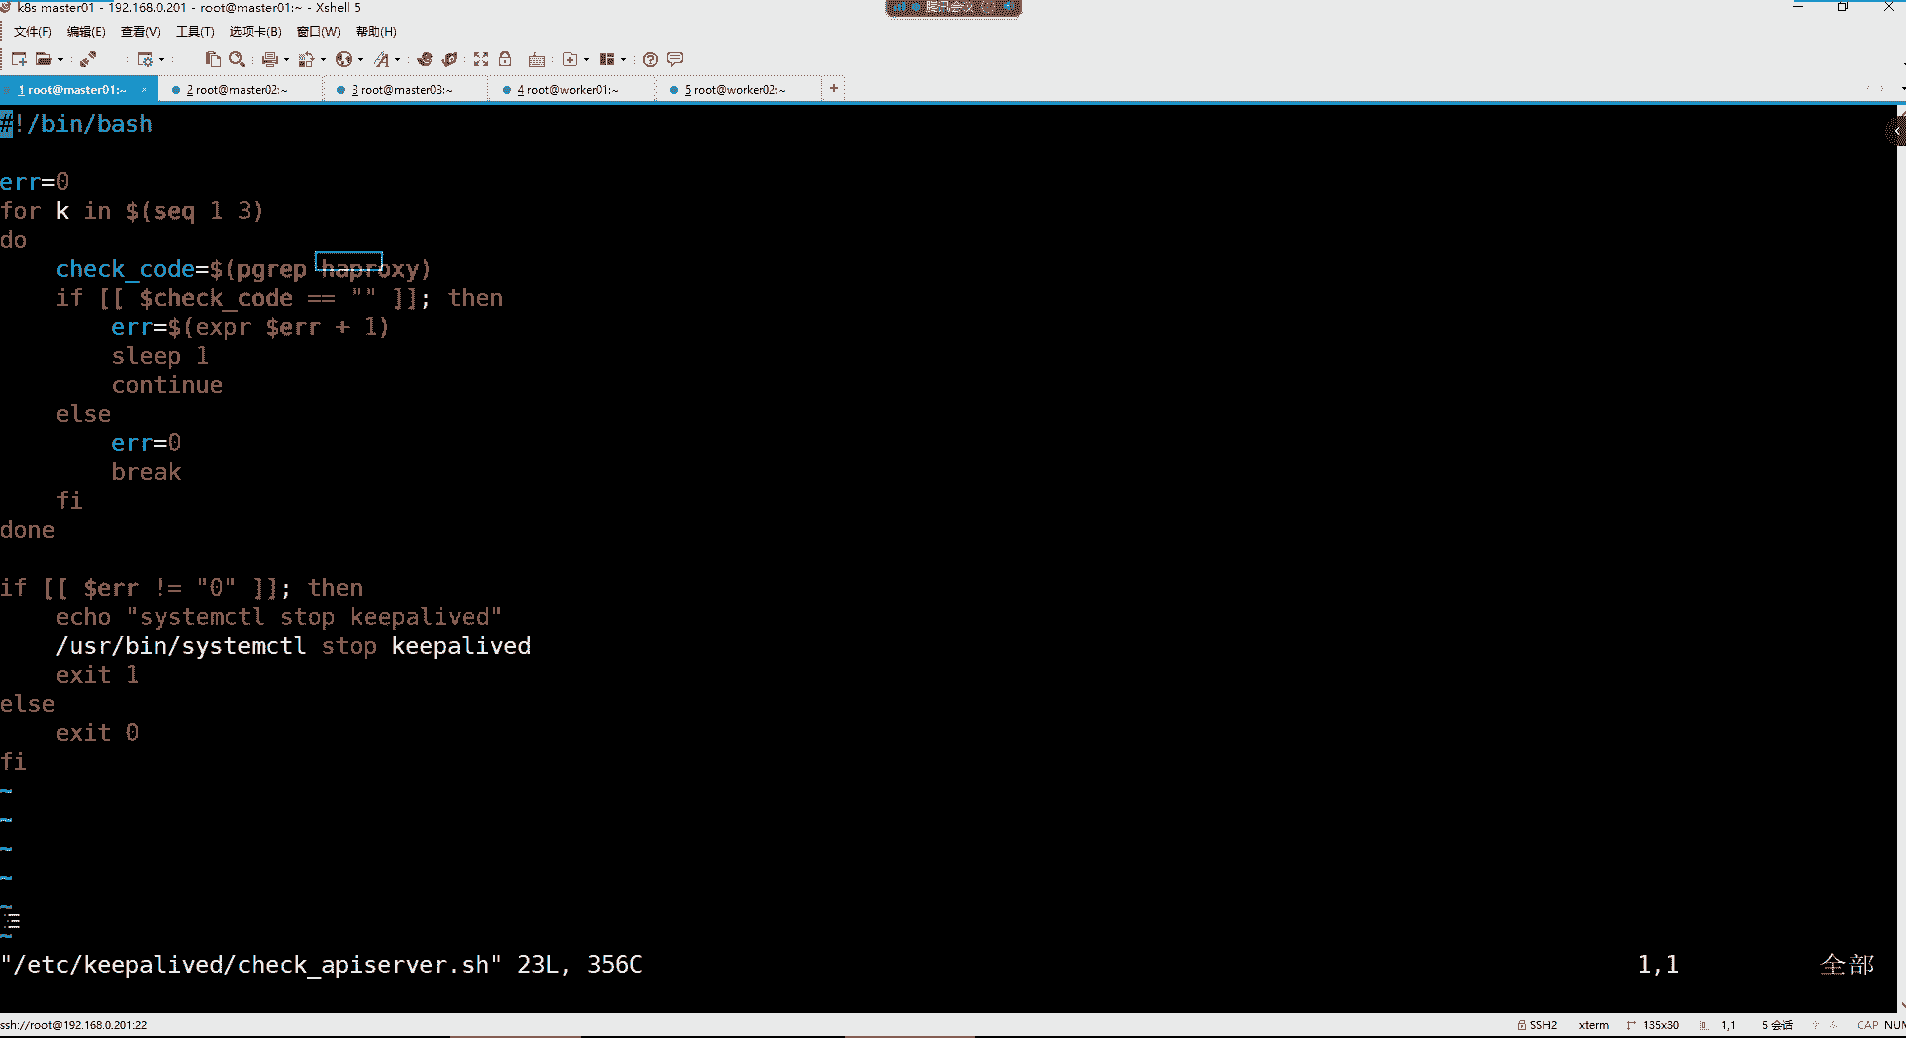 k8s master01 - 192.168.0.201 - root@master01:~ - Xshell 5
腾讯会议
文件(F) 编辑(E) 查看(V) 工具(T) 选项卡(B) 窗口(W) 帮助(H)
1 root@master01:~ × 2 root@master02:~ 3 root@master03:~ 4 root@worker01:~ 5 root@worker02:~ +
#!/bin/bash
err=0
for k in $(seq 1 3)
do
check_code=$(pgrep haproxy)
if [[ $check_code == "" ]]; then
err=$(expr $err + 1)
sleep 1
continue
else
err=0
break
fi
done
if [[ $err != "0" ]]; then
echo "systemctl stop keepalived"
/usr/bin/systemctl stop keepalived
exit 1
else
exit 0
fi
~
~
~
~
~
~
"/etc/keepalived/check_apiserver.sh" 23L, 356C 1,1 全部
ssh://root@192.168.0.201:22 SSH2 xterm 135x30 1,1 5 会话 CAP NUM